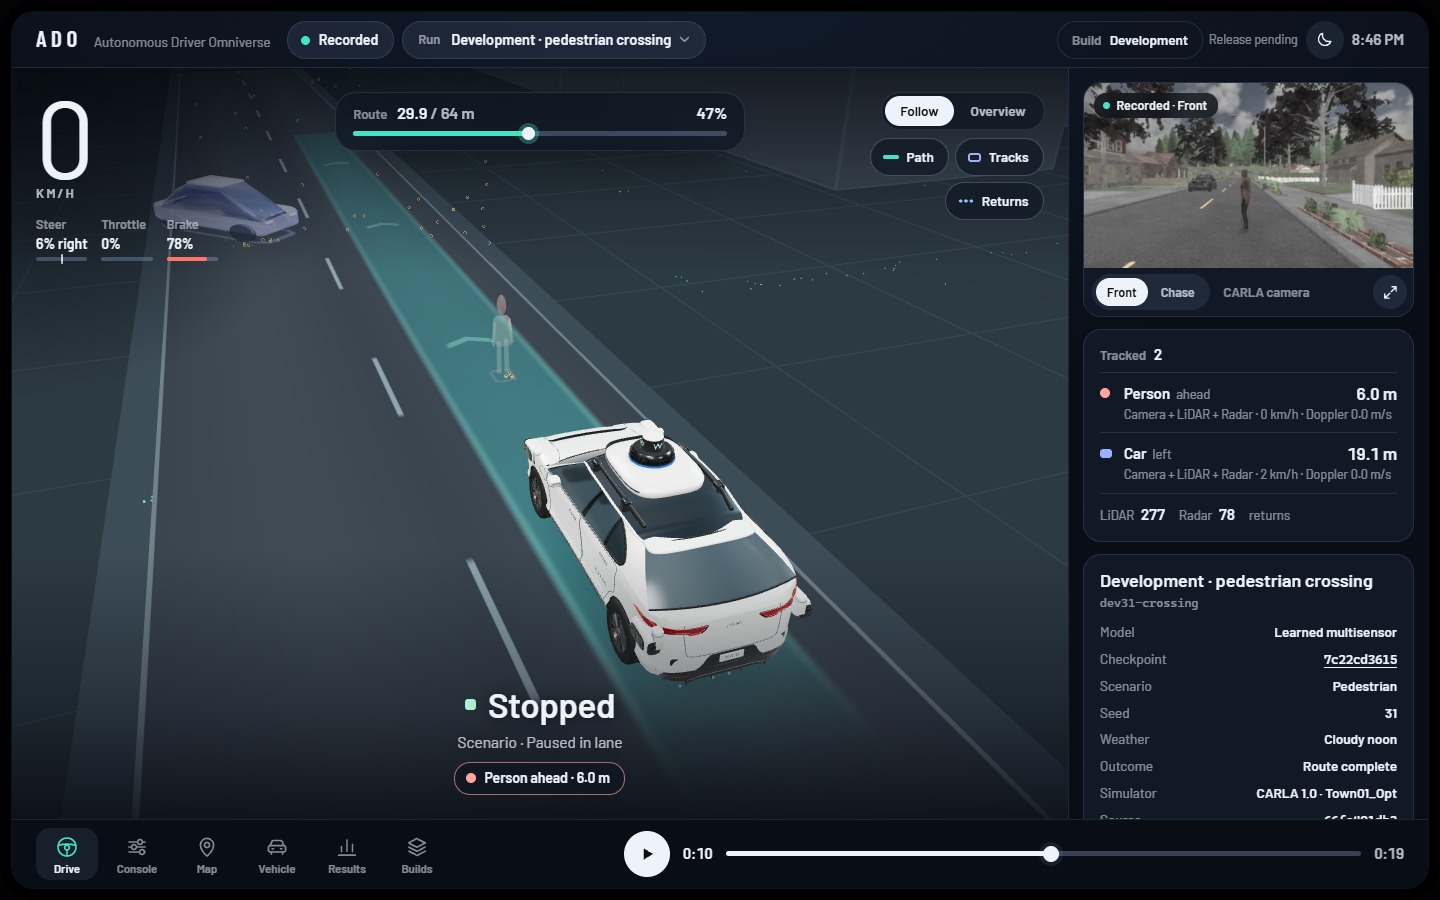 ADO Autonomous Driver Omniverse Recorded Run Development · pedestrian crossing Build Development Release pending 8:46 PM
0
KM/H
Steer Throttle Brake
6% right 0% 78%
Route 29.9 / 64 m 47%
Follow Overview
Path Tracks
Returns
Stopped
Scenario · Paused in lane
Person ahead · 6.0 m
Recorded · Front
Front Chase CARLA camera
Tracked 2
Person ahead 6.0 m
Camera + LiDAR + Radar · 0 km/h · Doppler 0.0 m/s
Car left 19.1 m
Camera + LiDAR + Radar · 2 km/h · Doppler 0.0 m/s
LiDAR 277 Radar 78 returns
Development · pedestrian crossing
dev31-crossing
Model Learned multisensor
Checkpoint 7c22cd3615
Scenario Pedestrian
Seed 31
Weather Cloudy noon
Outcome Route complete
Simulator CARLA 1.0 · Town01_Opt
Drive Console Map Vehicle Results Builds
0:10 0:19